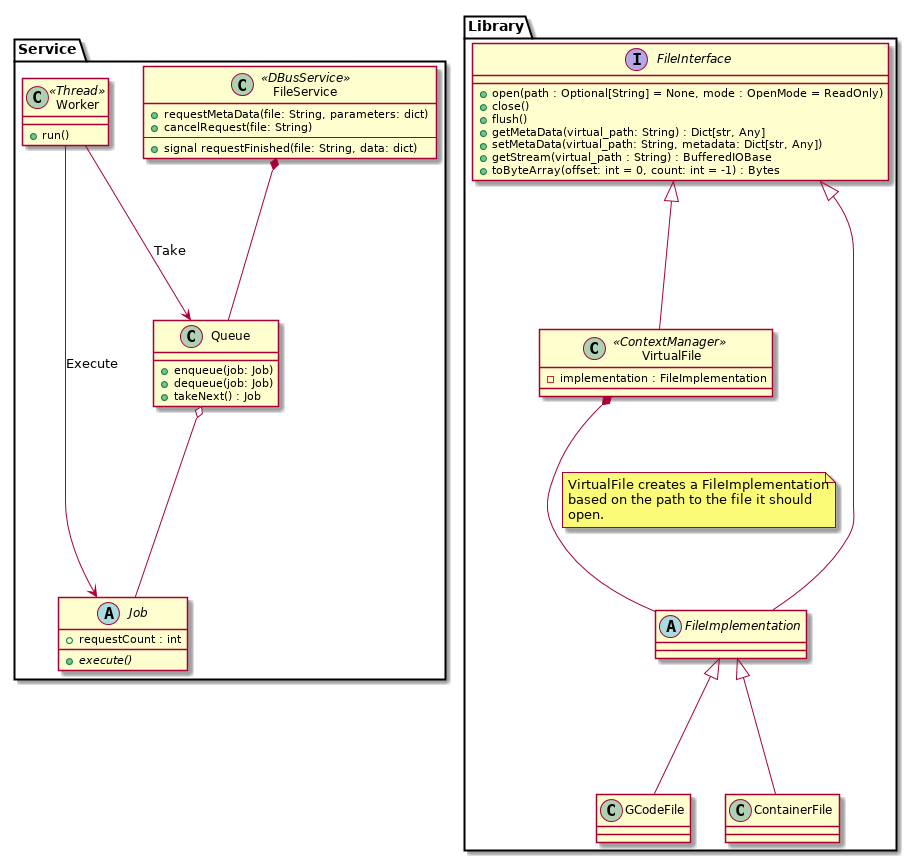 Service
C
«Thread»
Worker
run()
C
«DBusService»
FileService
requestMetaData(file: String, parameters: dict)
cancelRequest(file: String)
signal requestFinished(file: String, data: dict)
Take
Execute
C
Queue
enqueue(job: Job)
dequeue(job: Job)
takeNext() : Job
A
Job
requestCount : int
execute()
Library
I
FileInterface
open(path : Optional[String] = None, mode : OpenMode = ReadOnly)
close()
flush()
getMetaData(virtual_path: String) : Dict[str, Any]
setMetaData(virtual_path: String, metadata: Dict[str, Any])
getStream(virtual_path : String) : BufferedIOBase
toByteArray(offset: int = 0, count: int = -1) : Bytes
C
«ContextManager»
VirtualFile
implementation : FileImplementation
VirtualFile creates a FileImplementation
based on the path to the file it should
open.
A
FileImplementation
C
GCodeFile
C
ContainerFile